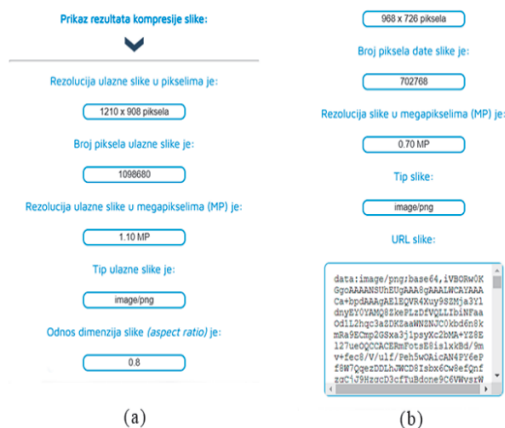 Prikaz rezultata kompresije slike:
Rezolucija ulazne slike u pikselima je:
1210 x 908 piksela
Broj piksela ulazne slike je:
1098680
Rezolucija ulazne slike u megapikselima (MP) je:
1.10 MP
Tip ulazne slike je:
image/png
Odnos dimenzija slike (aspect ratio) je:
0.8
(a)
968 x 726 piksela
Broj piksela date slike je:
702768
Rezolucija slike u megapikselima (MP) je:
0.70 MP
Tip slike:
image/png
URL slike:
data:image/png;base64,iVBORw0K
(b)